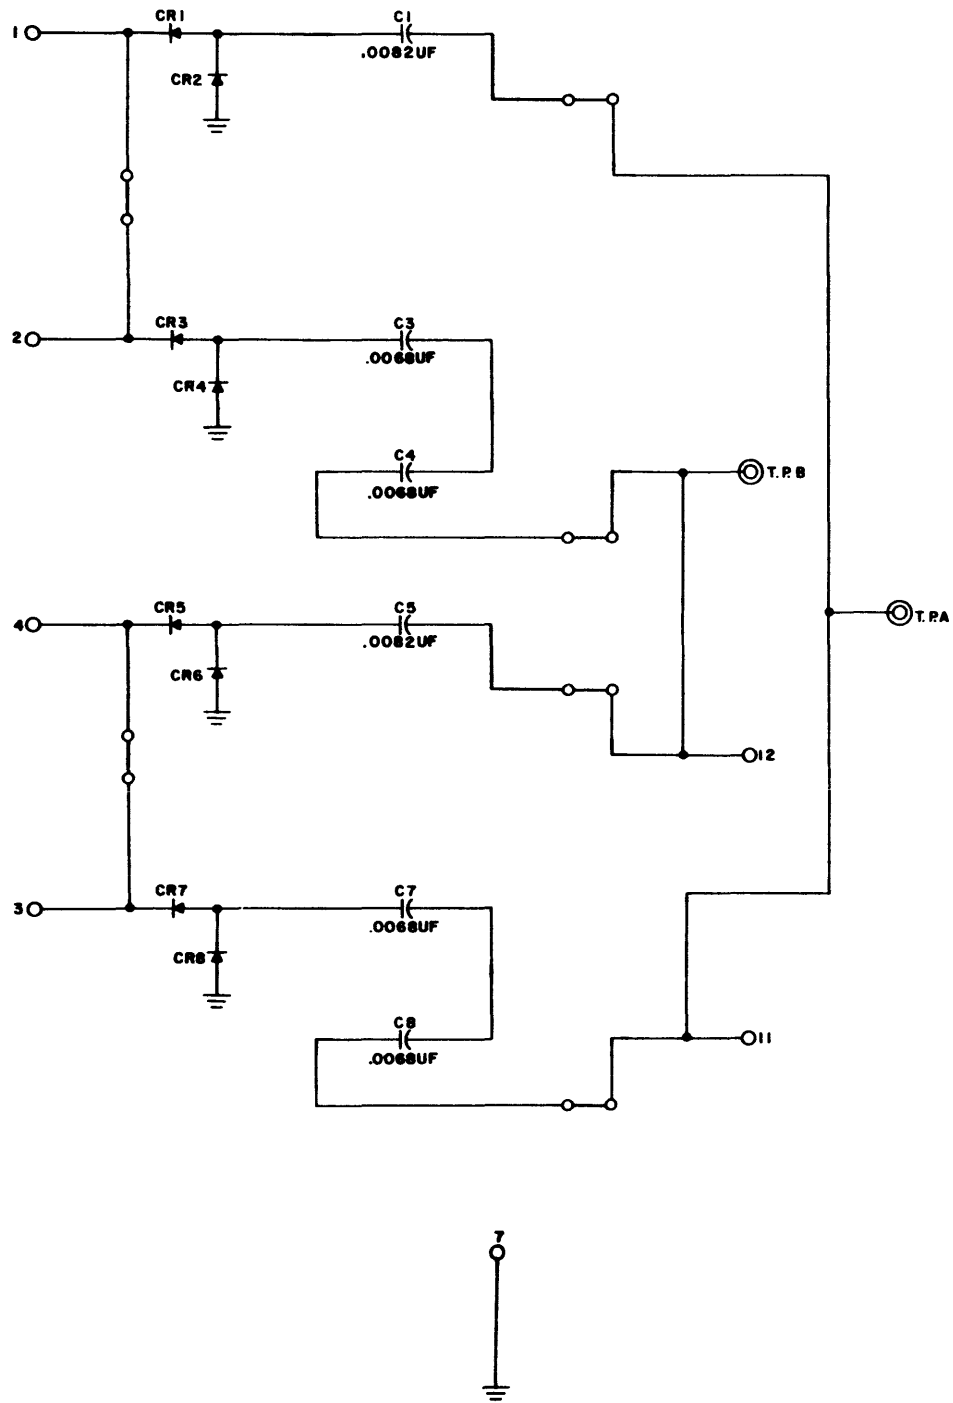 1
CR1
C1
.0082UF
CR2
2
CR3
C3
.0068UF
CR4
C4
.0068UF
T.P.B
4
CR5
C5
.0082UF
T.P.A
CR6
12
3
CR7
C7
.0068UF
CR8
C8
.0068UF
11
7